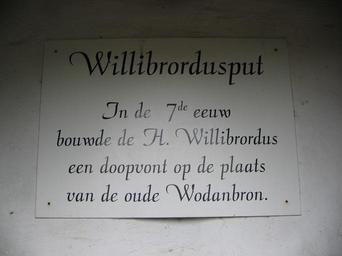 Willibrordusput
In de 7de eeuw
bouwde de H. Willibrordus
een doopvont op de plaats
van de oude Wodanbron.